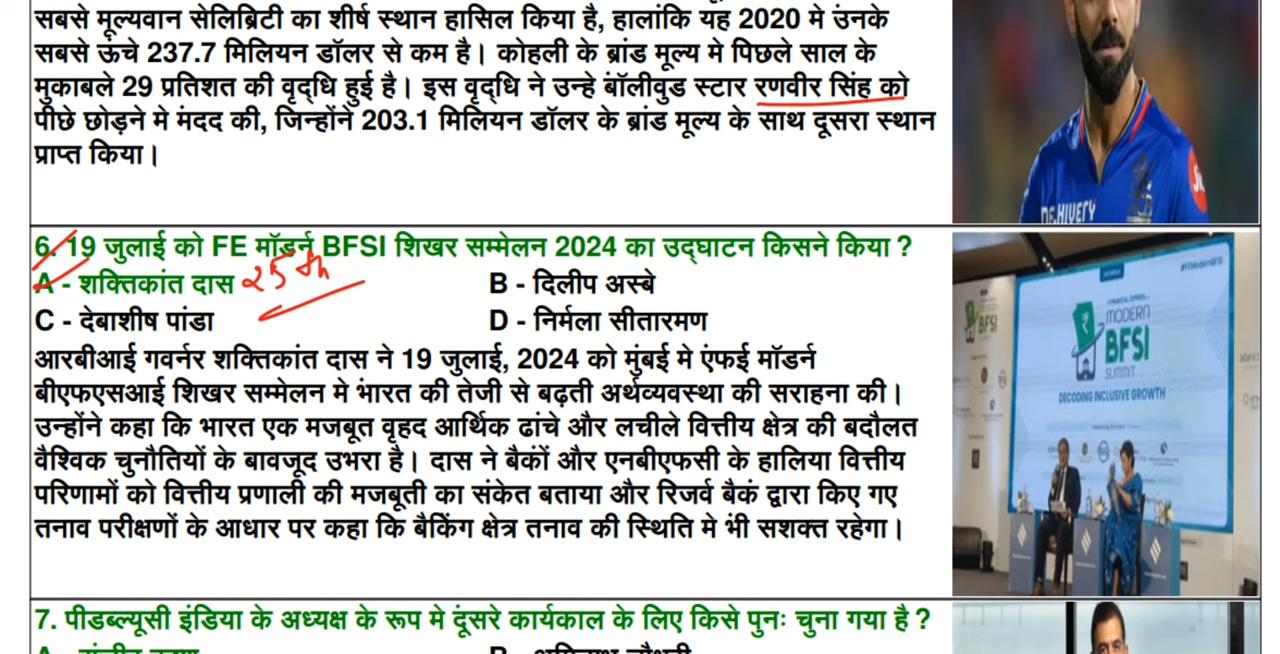 सबसे मूल्यवान सेलिब्रिटी का शीर्ष स्थान हासिल किया है, हालांकि यह 2020 मे उंनके
सबसे ऊंचे 237.7 मिलियन डॉलर से कम है। कोहली के ब्रांड मूल्य मे पिछले साल के
मुकाबले 29 प्रतिशत की वृद्धि हुई है। इस वृद्धि ने उन्हे बॉलीवुड स्टार रणवीर सिंह को
पीछे छोड़ने मे मंदद की, जिन्होंने 203.1 मिलियन डॉलर के ब्रांड मूल्य के साथ दूसरा स्थान
प्राप्त किया।
DELHIVERY
6. 19 जुलाई को FE मॉडर्न BFSI शिखर सम्मेलन 2024 का उद्घाटन किसने किया?
A - शक्तिकांत दास 25th
B - दिलीप अस्बे
C - देबाशीष पांडा
D - निर्मला सीतारमण
आरबीआई गवर्नर शक्तिकांत दास ने 19 जुलाई, 2024 को मुंबई मे एंफई मॉडर्न
बीएफएसआई शिखर सम्मेलन मे भारत की तेजी से बढ़ती अर्थव्यवस्था की सराहना की।
उन्होंने कहा कि भारत एक मजबूत वृहद आर्थिक ढांचे और लचीले वित्तीय क्षेत्र की बदौलत
वैश्विक चुनौतियों के बावजूद उभरा है। दास ने बैकोंं और एनबीएफसी के हालिया वित्तीय
परिणामों को वित्तीय प्रणाली की मजबूती का संकेत बताया और रिजर्व बैकं द्वारा किए गए
तनाव परीक्षणों के आधार पर कहा कि बैकिंग क्षेत्र तनाव की स्थिति मे भंी सशक्त रहेगा।
MODERN
BFSI
SUMMIT
DECODING INCLUSIVE GROWTH
BFSI
7. पीडब्ल्यूसी इंडिया के अध्यक्ष के रूप मे दूंसरे कार्यकाल के लिए किसे पुनः चुना गया है?